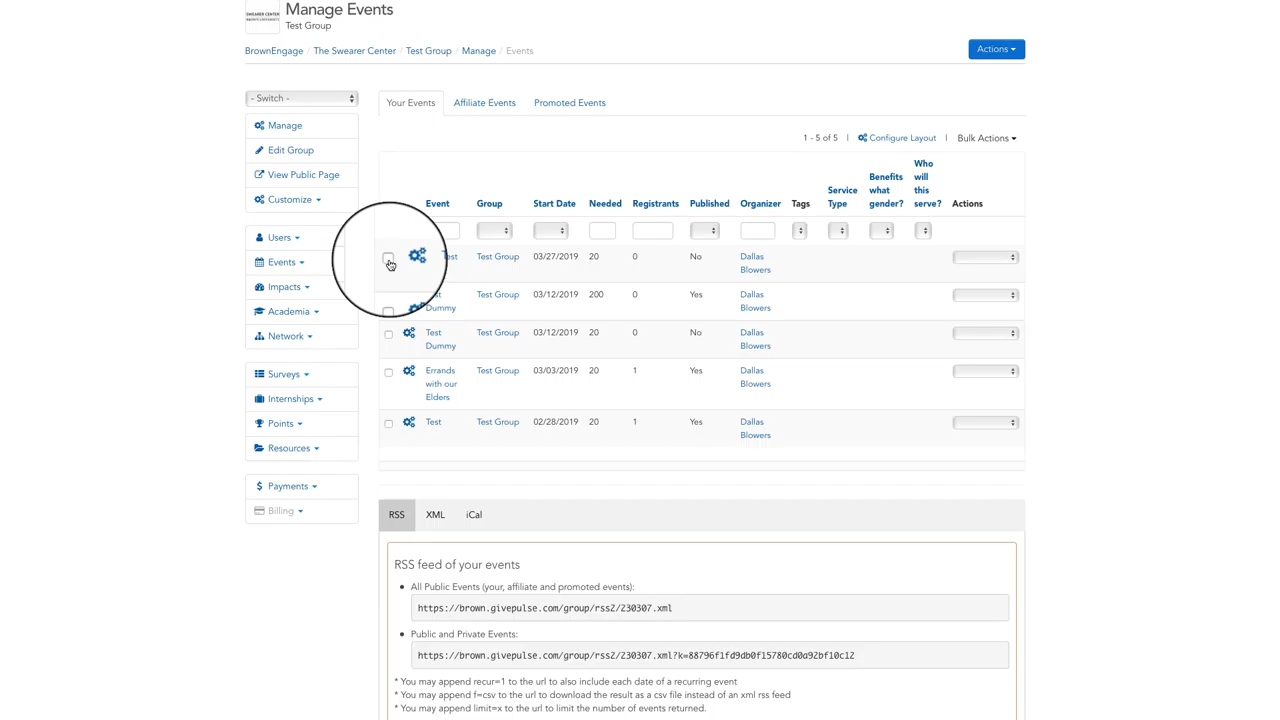 SWEARER CENTER
Manage Events
Test Group
BrownEngage / The Swearer Center / Test Group / Manage / Events
Actions
- Switch -
Manage
Edit Group
View Public Page
Customize
Users
Events
Impacts
Academia
Network
Surveys
Internships
Points
Resources
Payments
Billing
Your Events Affiliate Events Promoted Events
1 - 5 of 5 | Configure Layout | Bulk Actions
Event Group Start Date Needed Registrants Published Organizer Tags Service Type Benefits what gender? Who will this serve? Actions
Test Test Group 03/27/2019 20 0 No Dallas
Blowers
Test Group 03/12/2019 200 0 Yes Dallas
Dummy Blowers
Test Test Group 03/12/2019 20 0 No Dallas
Dummy Blowers
Errands Test Group 03/03/2019 20 1 Yes Dallas
with our Blowers
Elders
Test Test Group 02/28/2019 20 1 Yes Dallas
Blowers
RSS XML iCal
RSS feed of your events
All Public Events (your, affiliate and promoted events):
https://brown.givepulse.com/group/rss2/230307.xml
Public and Private Events:
https://brown.givepulse.com/group/rss2/230307.xml?k=88796f1fd9db0f15780cd0a92bf10c12
* You may append recur=1 to the url to also include each date of a recurring event
* You may append f=csv to the url to download the result as a csv file instead of an xml rss feed
* You may append limit=x to the url to limit the number of events returned.